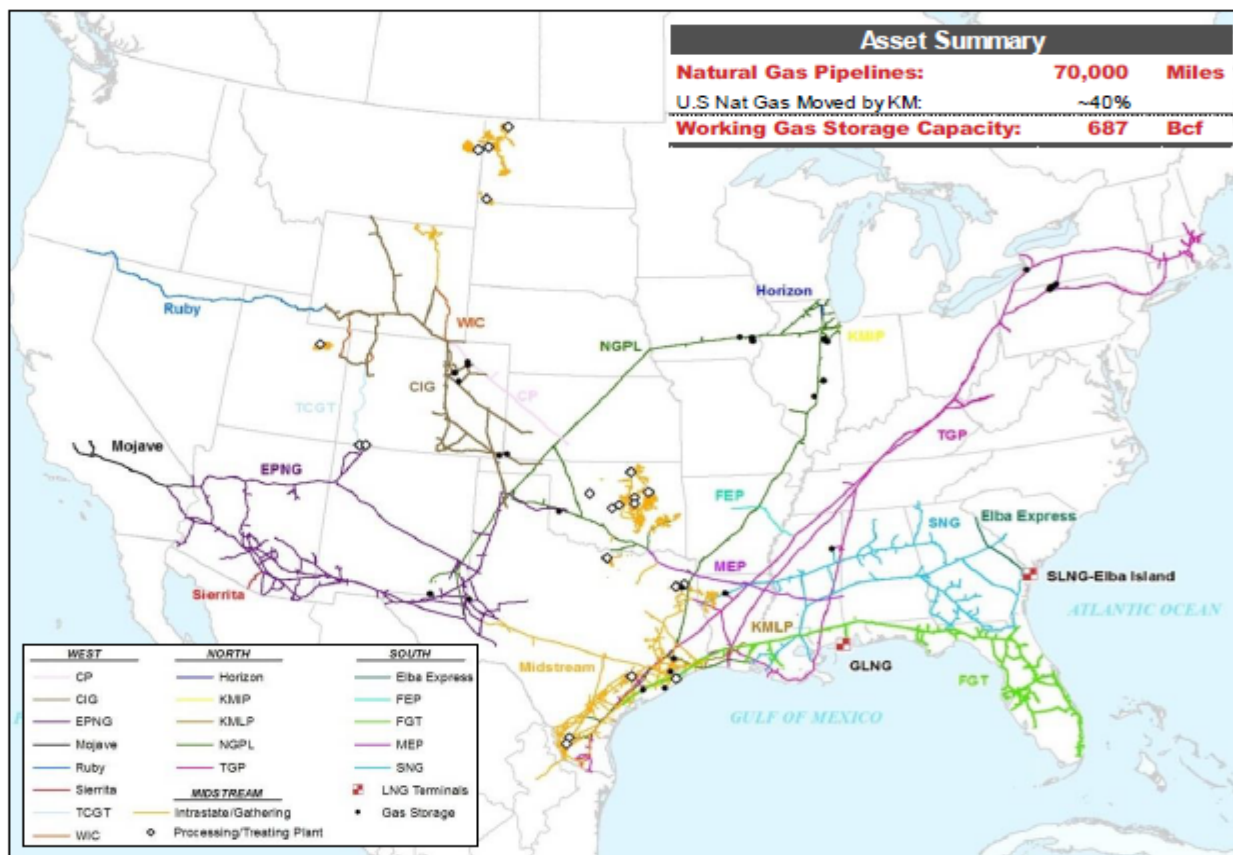 Asset Summary
Natural Gas Pipelines: 70,000 Miles
U.S Nat Gas Moved by KM: ~40%
Working Gas Storage Capacity: 687 Bcf
Horizon
Ruby
WIC
NGPL
KMIP
CIG
CP
TCGT
TGP
Mojave
EPNG
FEP
SNG
Elba Express
MEP
SLNG-Elba Island
Sierrita
ATLANTIC OCEAN
KMLP
Midstream
GLNG
FGT
GULF OF MEXICO
WEST NORTH SOUTH
CP Horizon Elba Express
CIG KMIP FEP
EPNG KMLP FGT
Mojave NGPL MEP
Ruby TGP SNG
Sierrita MIDSTREAM LNG Terminals
TCGT Intrastate/Gathering Gas Storage
WIC Processing/Treating Plant